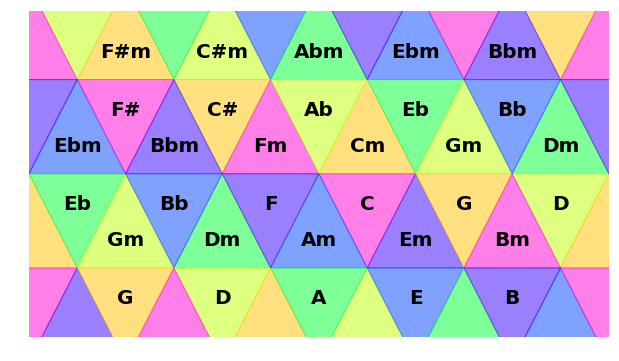 F#m C#m Abm Ebm Bbm
F# C# Ab Eb Bb
Ebm Bbm Fm Cm Gm Dm
Eb Bb F C G D
Gm Dm Am Em Bm
G D A E B